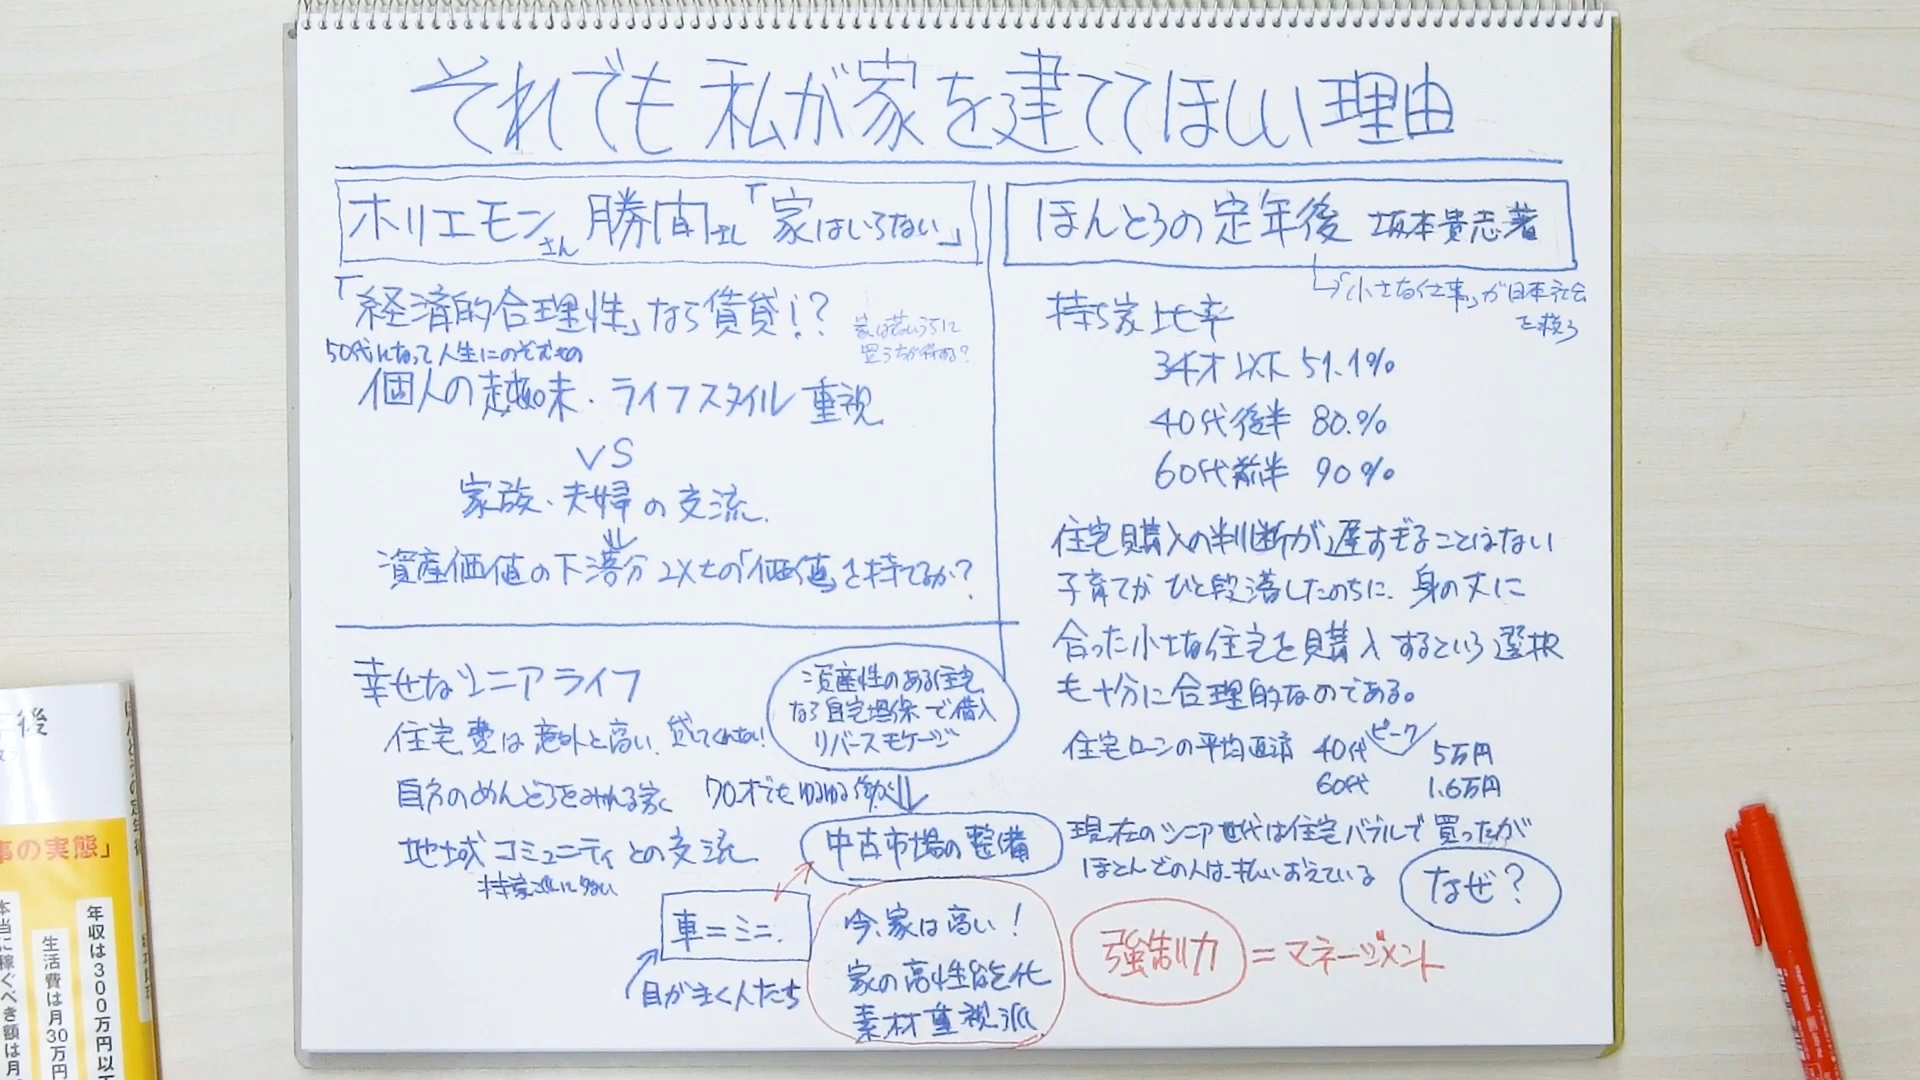 それでも私が家を建ててほしい理由
ホリエモンさん 勝間さん「家はいらない」
「経済的合理性」なら賃貸!?
家は若いうちに
買う方が得する?
50代になって人生にのぞむもの
個人の趣味・ライフスタイル重視
VS
家族・夫婦の交流
資産価値の下落分以上の「価値」を持てるか?
幸せなシニアライフ
住宅費は意外と高い、貸してくれない!
自分のめんどうをみれる家 70才でもゆるゆる働が
地域コミュニティとの交流
資産性のある住宅
なら自宅担保で借入
リバースモゲージ
中古市場の整備
車=ミニ
目が注く人たち
今、家は高い!
家の高性能化
素材重視派
ほんとうの定年後 坂本貴志著
「小さな仕事」が日本社会
を救う
持ち家比率
34才以下 51.1%
40代後半 80.%
60代前半 90%
住宅購入の判断が遅すぎることはない
子育てがひと段落したのちに、身の丈に
合った小さな住宅を購入するという選択
も十分に合理的なのである。
住宅ローンの平均返済 40代 ピーク 5万円
60代 1.6万円
現在のシニア世代は住宅バブルで買ったが
ほとんどの人は払いおえている
なぜ?
強制力=マネージメント
後
事の実態」
年収は300万円以下
生活費は月30万円
本当に稼ぐべき額は月